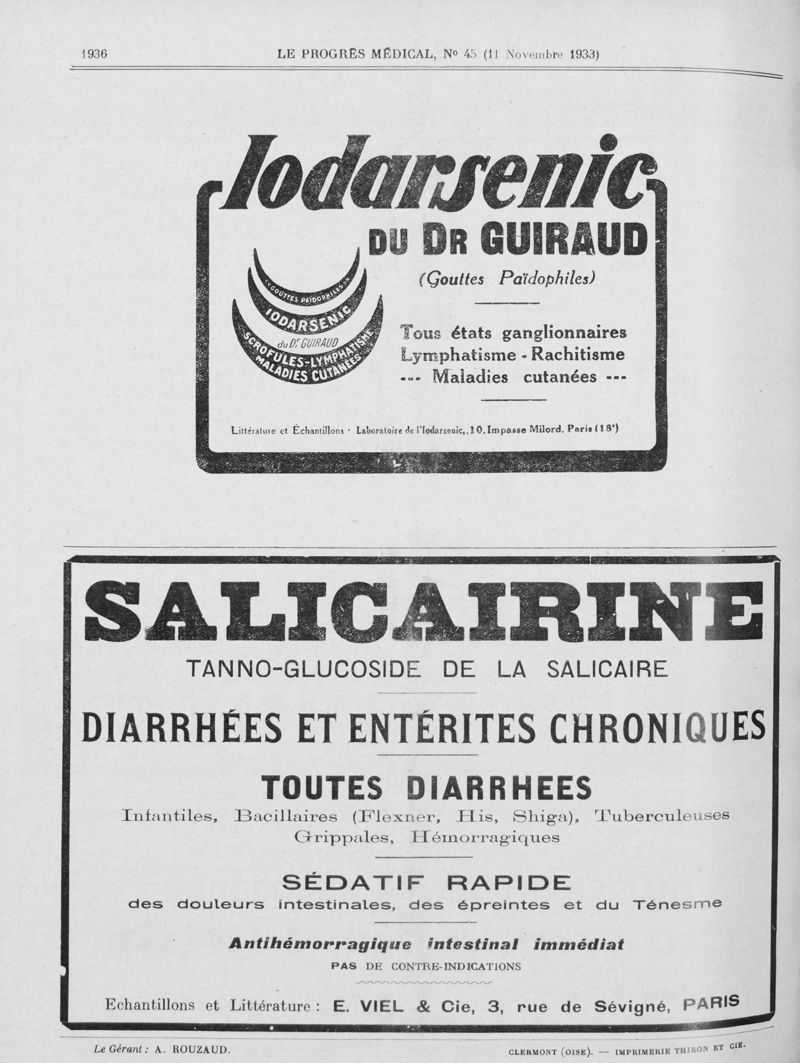 1936
LE PROGRÈS MÉDICAL, Nº 45 (11 Novembre 1933)
Iodarsenic
DU DR GUIRAUD
(Gouttes Païdophiles)
GOUTTES PAÏDOPHILES
IODARSENIC
du Dr. GUIRAUD
SCROFULES-LYMPHATISME
MALADIES CUTANÉES
Tous états ganglionnaires
Lymphatisme - Rachitisme
--- Maladies cutanées ---
Littérature et Échantillons · Laboratoire de l'Iodarsenic,.10, Impasse Milord, Paris (18e)
SALICAIRINE
TANNO-GLUCOSIDE DE LA SALICAIRE
DIARRHÉES ET ENTÉRITES CHRONIQUES
TOUTES DIARRHEES
Infantiles, Bacillaires (Flexner, His, Shiga), Tuberculeuses
Grippales, Hémorragiques
SÉDATIF RAPIDE
des douleurs intestinales, des épreintes et du Ténesme
Antihémorragique intestinal immédiat
PAS DE CONTRE-INDICATIONS
Echantillons et Littérature : E. VIEL & Cie, 3, rue de Sévigné, PARIS
Le Gérant : A. ROUZAUD.
CLERMONT (OISE). — IMPRIMERIE THIRON ET CIE.